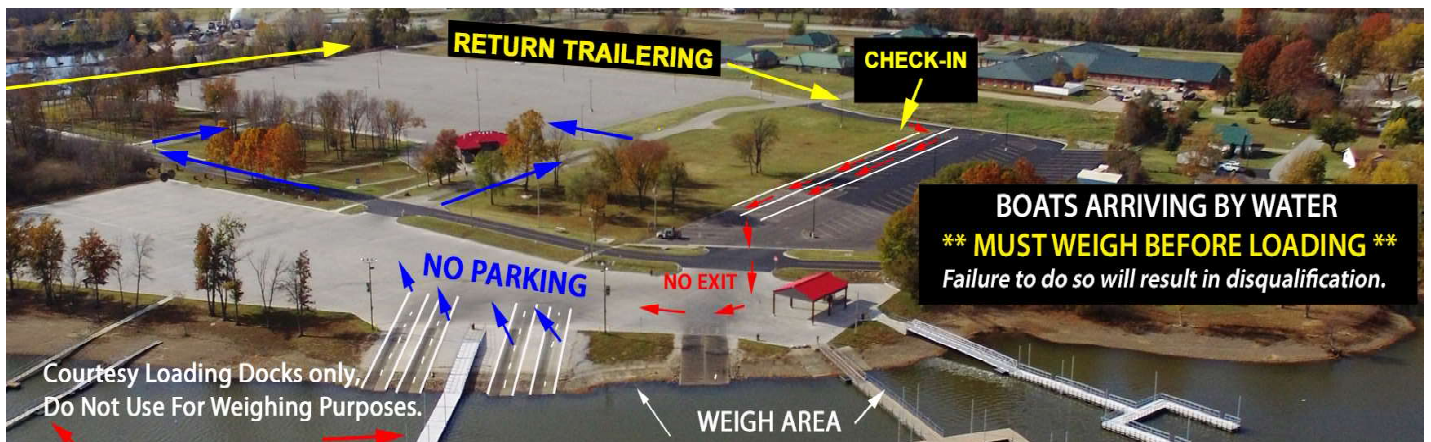 RETURN TRAILERING
CHECK-IN
BOATS ARRIVING BY WATER
** MUST WEIGH BEFORE LOADING **
Failure to do so will result in disqualification.
NO PARKING
NO EXIT
Courtesy Loading Docks only,
Do Not Use For Weighing Purposes.
WEIGH AREA